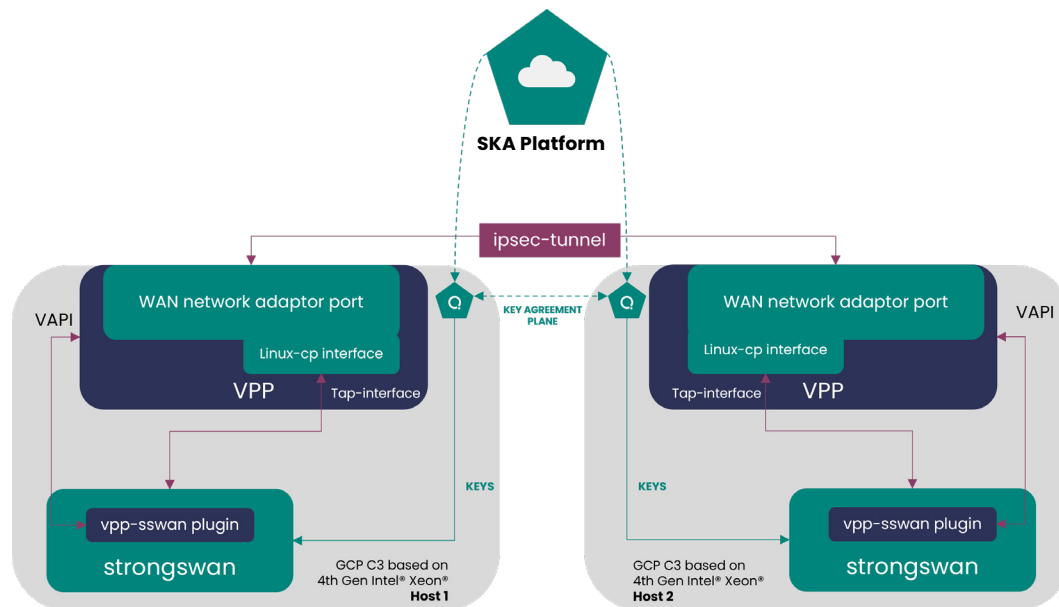 SKA Platform
ipsec-tunnel
WAN network adaptor port
Linux-cp interface
VPP
Tap-interface
VAPI
KEY AGREEMENT
PLANE
WAN network adaptor port
Linux-cp interface
Tap-interface
VPP
VAPI
KEYS
vpp-sswan plugin
strongswan
GCP C3 based on
4th Gen Intel® Xeon®
Host 1
KEYS
vpp-sswan plugin
strongswan
GCP C3 based on
4th Gen Intel® Xeon®
Host 2